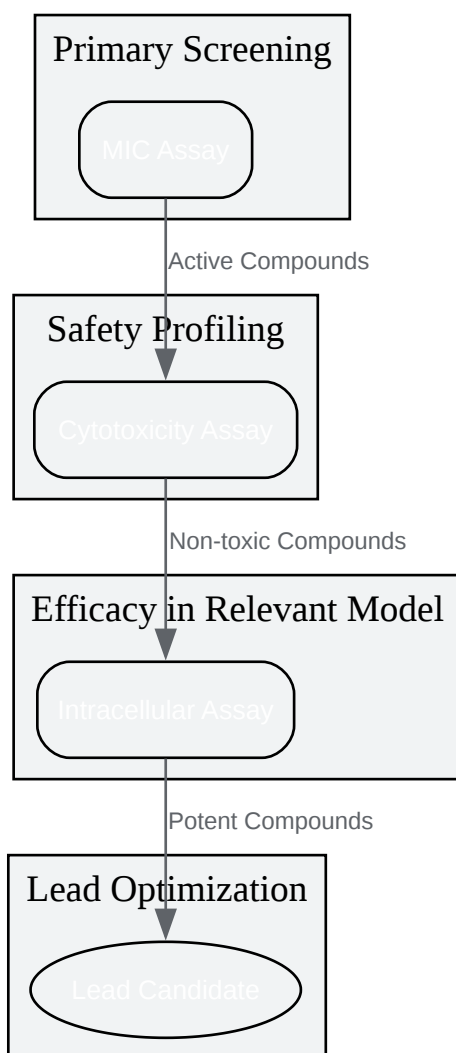 Primary Screening
MIC Assay
Active Compounds
Safety Profiling
Cytotoxicity Assay
Non-toxic Compounds
Efficacy in Relevant Model
Intracellular Assay
Potent Compounds
Lead Optimization
Lead Candidate